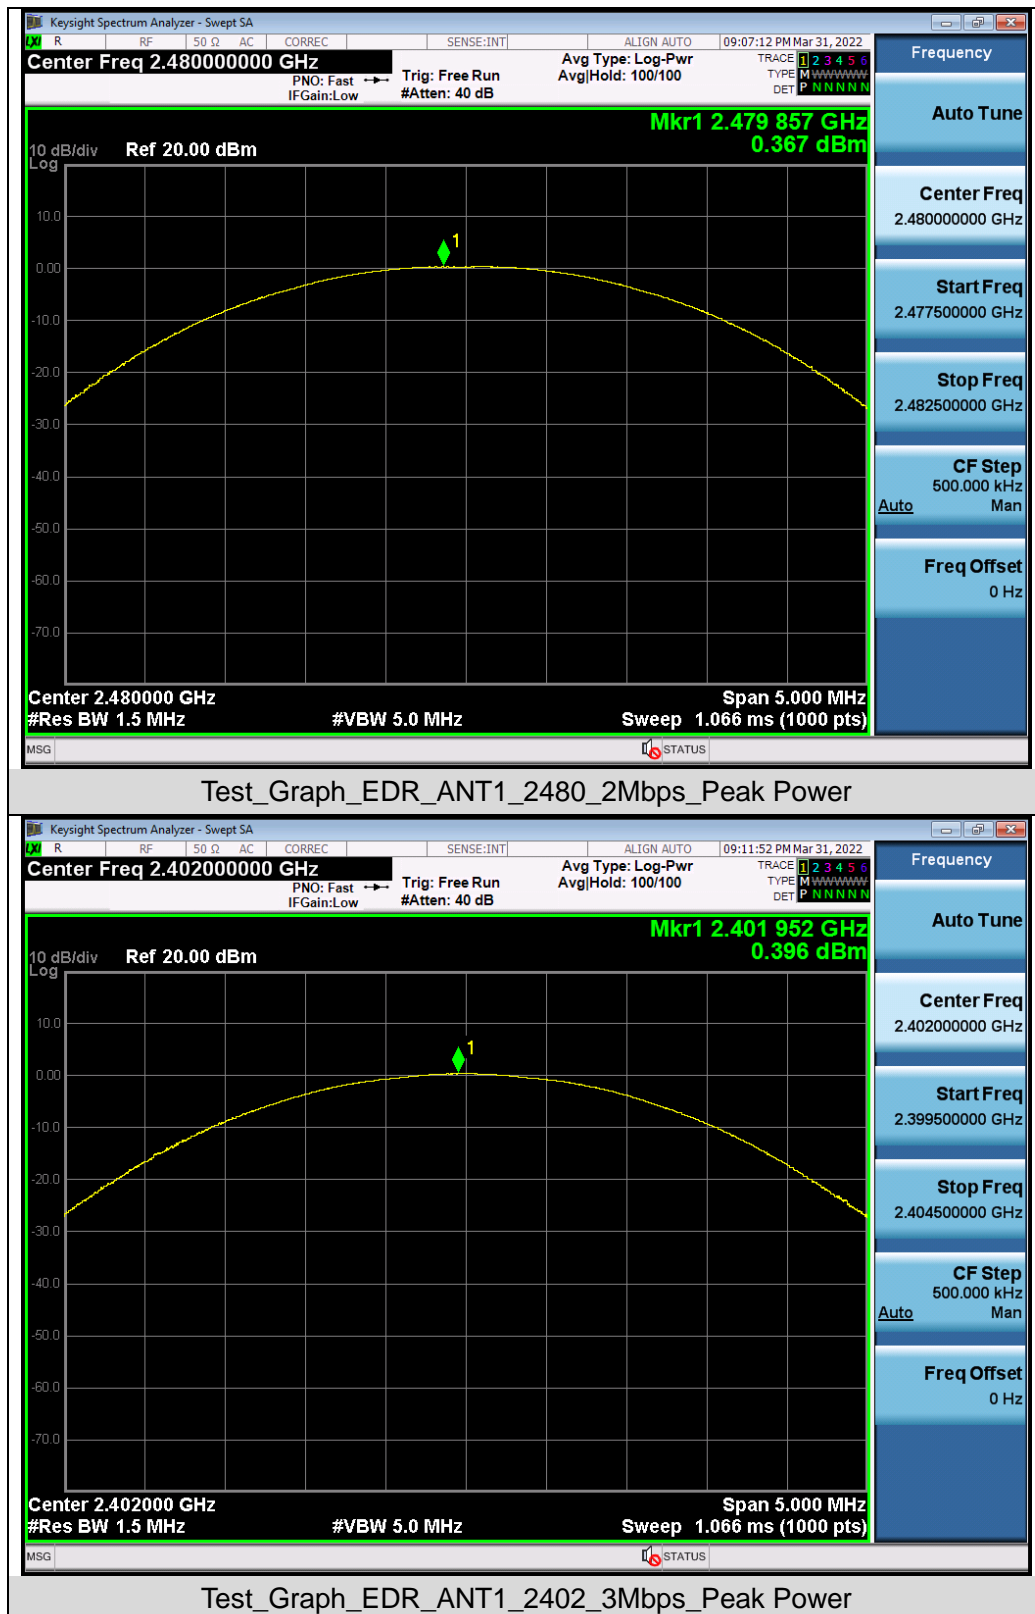 Keysight Spectrum Analyzer - Swept SA
LXI R RF 50 Ω AC CORREC SENSE:INT ALIGN AUTO 09:07:12 PM Mar 31, 2022
Center Freq 2.480000000 GHz
PNO: Fast
IFGain:Low
Trig: Free Run
#Atten: 40 dB
Avg Type: Log-Pwr
Avg|Hold: 100/100
TRACE 1 2 3 4 5 6
TYPE M WWWWW
DET P N N N N N
Mkr1 2.479 857 GHz
0.367 dBm
10 dB/div Ref 20.00 dBm
Log
1
10.0
0.00
-10.0
-20.0
-30.0
-40.0
-50.0
-60.0
-70.0
Center 2.480000 GHz Span 5.000 MHz
#Res BW 1.5 MHz #VBW 5.0 MHz Sweep 1.066 ms (1000 pts)
MSG STATUS
Frequency
Auto Tune
Center Freq
2.480000000 GHz
Start Freq
2.477500000 GHz
Stop Freq
2.482500000 GHz
CF Step
500.000 kHz
Auto Man
Freq Offset
0 Hz
Test_Graph_EDR_ANT1_2480_2Mbps_Peak Power
Keysight Spectrum Analyzer - Swept SA
LXI R RF 50 Ω AC CORREC SENSE:INT ALIGN AUTO 09:11:52 PM Mar 31, 2022
Center Freq 2.402000000 GHz
PNO: Fast
IFGain:Low
Trig: Free Run
#Atten: 40 dB
Avg Type: Log-Pwr
Avg|Hold: 100/100
TRACE 1 2 3 4 5 6
TYPE M WWWWW
DET P N N N N N
Mkr1 2.401 952 GHz
0.396 dBm
10 dB/div Ref 20.00 dBm
Log
1
10.0
0.00
-10.0
-20.0
-30.0
-40.0
-50.0
-60.0
-70.0
Center 2.402000 GHz Span 5.000 MHz
#Res BW 1.5 MHz #VBW 5.0 MHz Sweep 1.066 ms (1000 pts)
MSG STATUS
Frequency
Auto Tune
Center Freq
2.402000000 GHz
Start Freq
2.399500000 GHz
Stop Freq
2.404500000 GHz
CF Step
500.000 kHz
Auto Man
Freq Offset
0 Hz
Test_Graph_EDR_ANT1_2402_3Mbps_Peak Power